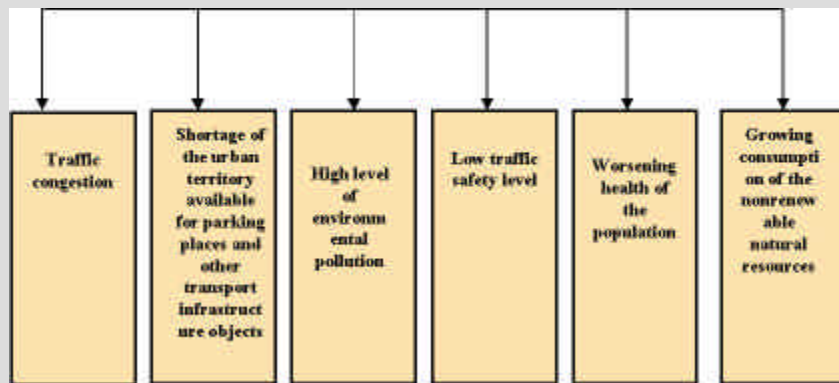 Traffic
congestion
Shortage of
the urban
territory
available
for parking
places and
other
transport
infrastruct
ure objects
High level
of
environm
ental
pollution
Low traffic
safety level
Worsening
health of
the
population
Growing
consumpti
on of the
nonrenew
able
natural
resources